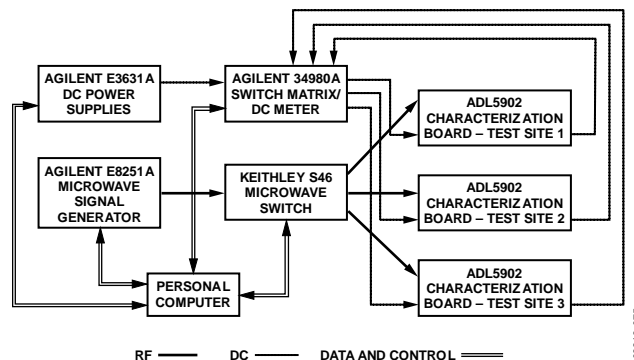 AGILENT E3631A
DC POWER
SUPPLIES
AGILENT 34980A
SWITCH MATRIX/
DC METER
ADL5902
CHARACTERIZATION
BOARD – TEST SITE 1
AGILENT E8251A
MICROWAVE
SIGNAL
GENERATOR
KEITHLEY S46
MICROWAVE
SWITCH
ADL5902
CHARACTERIZATION
BOARD – TEST SITE 2
PERSONAL
COMPUTER
ADL5902
CHARACTERIZATION
BOARD – TEST SITE 3
RF DC DATA AND CONTROL